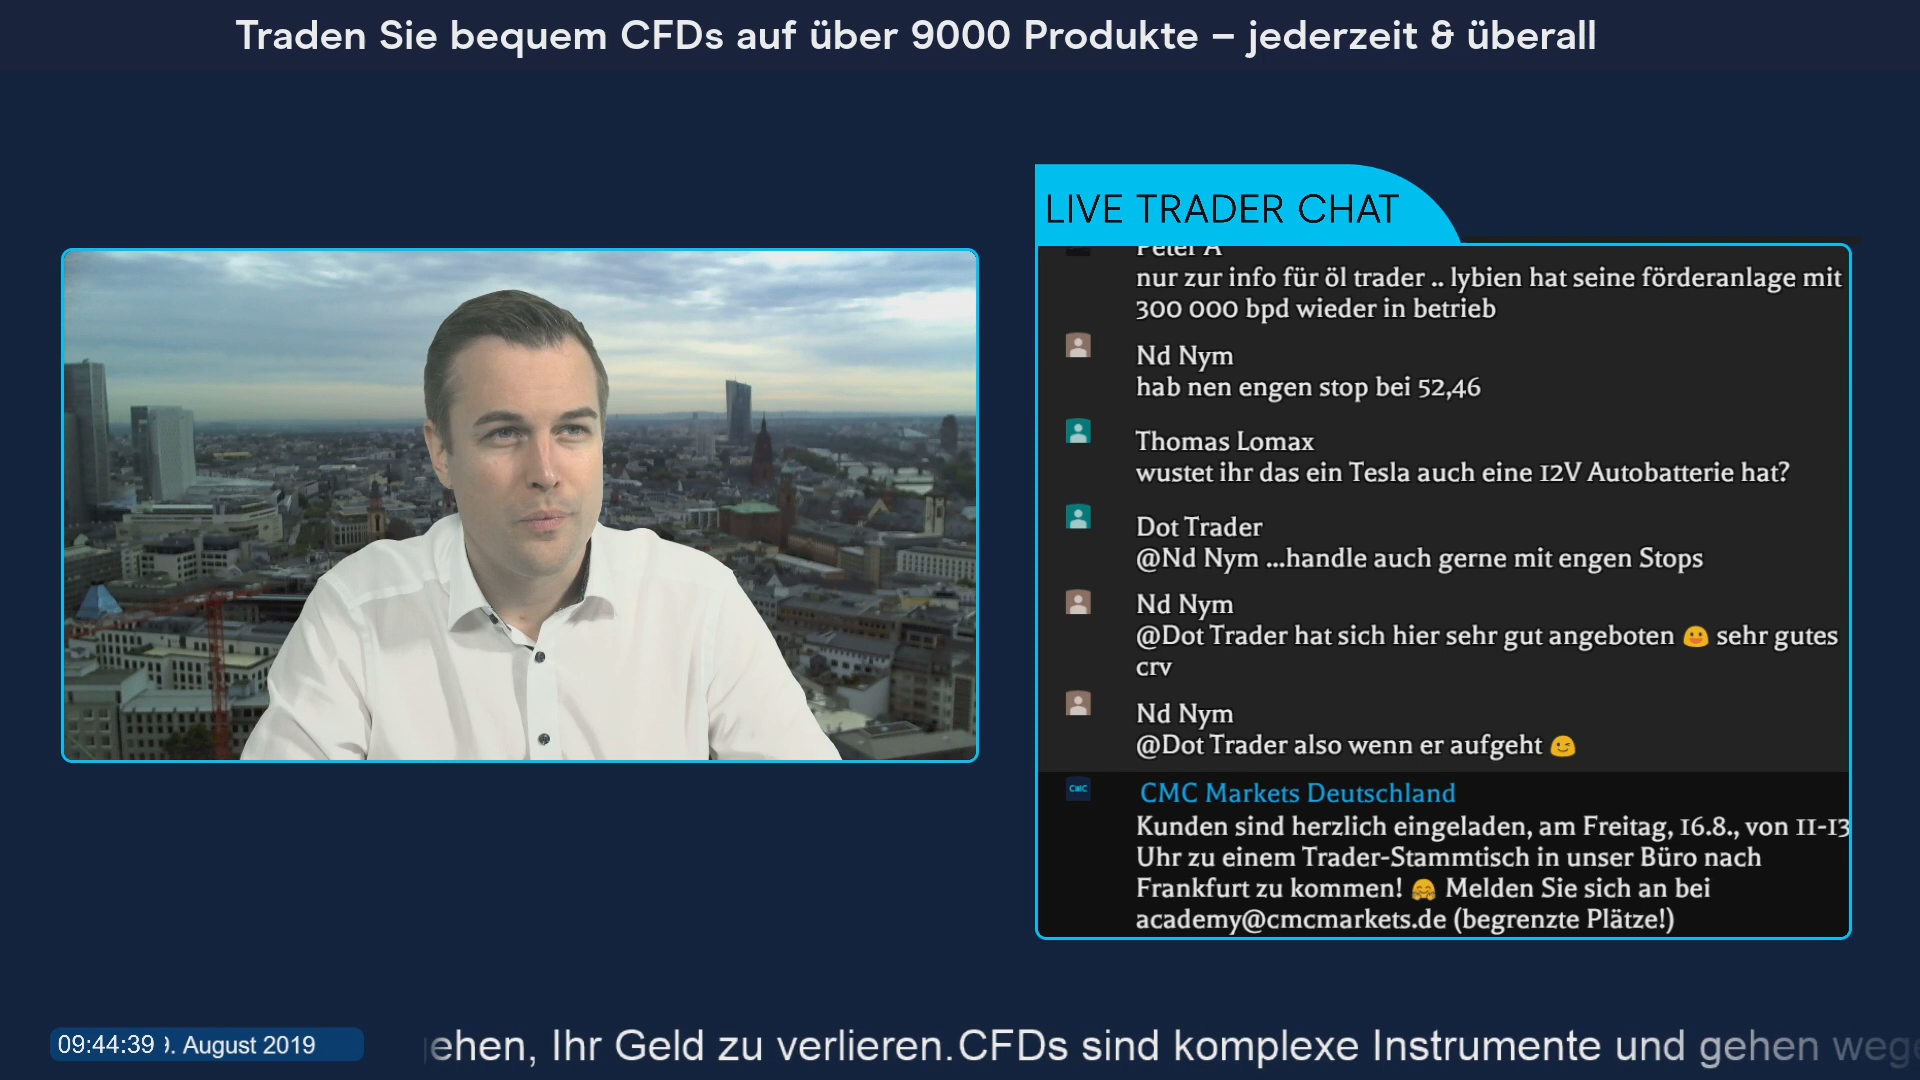 Traden Sie bequem CFDs auf über 9000 Produkte – jederzeit & überall
LIVE TRADER CHAT
Peter A
nur zur info für öl trader .. lybien hat seine förderanlage mit
300 000 bpd wieder in betrieb
Nd Nym
hab nen engen stop bei 52,46
Thomas Lomax
wustet ihr das ein Tesla auch eine 12V Autobatterie hat?
Dot Trader
@Nd Nym ...handle auch gerne mit engen Stops
Nd Nym
@Dot Trader hat sich hier sehr gut angeboten 😀 sehr gutes
crv
Nd Nym
@Dot Trader also wenn er aufgeht 😉
CMC
CMC Markets Deutschland
Kunden sind herzlich eingeladen, am Freitag, 16.8., von 11-13
Uhr zu einem Trader-Stammtisch in unser Büro nach
Frankfurt zu kommen! 🤗 Melden Sie sich an bei
academy@cmcmarkets.de (begrenzte Plätze!)
09:44:39 . August 2019
ehen, Ihr Geld zu verlieren.CFDs sind komplexe Instrumente und gehen weg